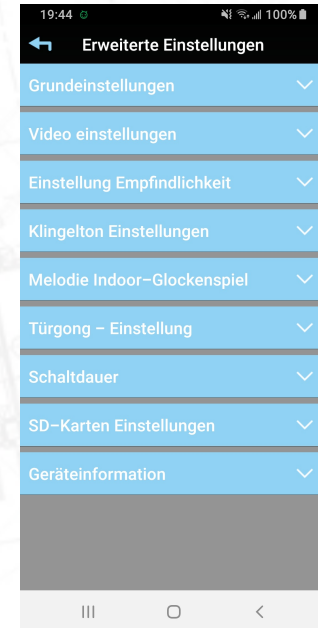 19:44 100%
Erweiterte Einstellungen
Grundeinstellungen
Video einstellungen
Einstellung Empfindlichkeit
Klingelton Einstellungen
Melodie Indoor-Glockenspiel
Türgong – Einstellung
Schaltdauer
SD-Karten Einstellungen
Geräteinformation